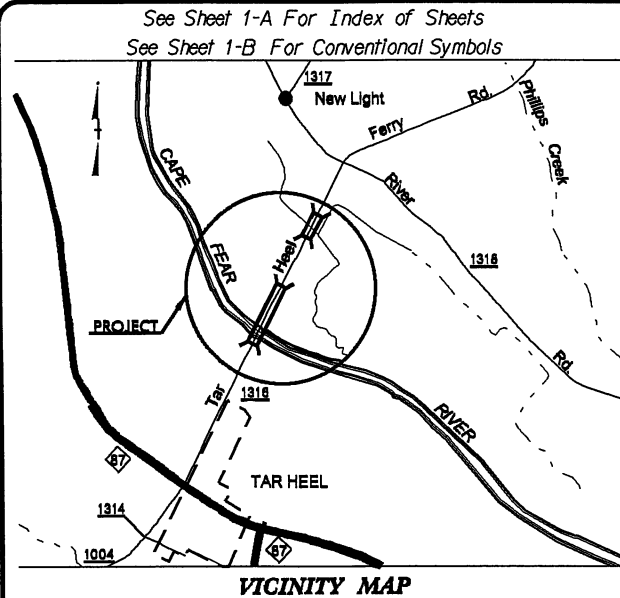 See Sheet 1-A For Index of Sheets
See Sheet 1-B For Conventional Symbols
1317
New Light
Ferry Rd.
Phillips Creek
CAPE FEAR
River
Heel
1316
PROJECT
Tar
1316
RIVER
Rd.
87
TAR HEEL
1314
1004
87
VICINITY MAP